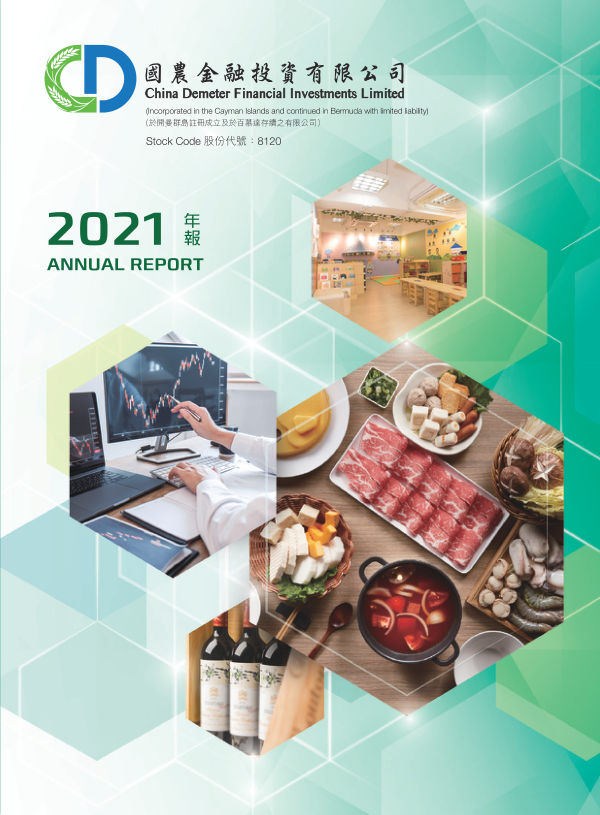 國農金融投資有限公司
China Demeter Financial Investments Limited
(Incorporated in the Cayman Islands and continued in Bermuda with limited liability)
(於開曼群島註冊成立及於百慕達存續之有限公司)
Stock Code 股份代號：8120
2021 年報
ANNUAL REPORT